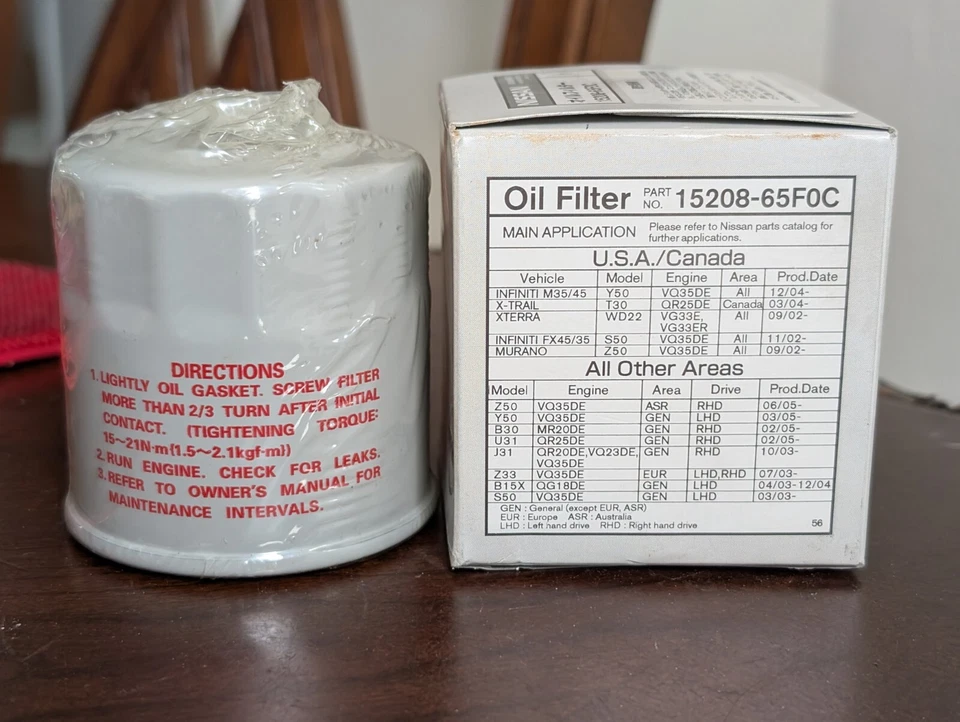 DIRECTIONS
1. LIGHTLY OIL GASKET. SCREW FILTER
MORE THAN 2/3 TURN AFTER INITIAL
CONTACT. (TIGHTENING TORQUE:
15~21N·m{1.5~2.1kgf·m})
2. RUN ENGINE. CHECK FOR LEAKS.
3. REFER TO OWNER'S MANUAL FOR
MAINTENANCE INTERVALS.
NISSAN
Oil Filter PART NO. 15208-65F0C
MAIN APPLICATION Please refer to Nissan parts catalog for further applications.
U.S.A./Canada
Vehicle Model Engine Area Prod.Date
INFINITI M35/45 Y50 VQ35DE All 12/04-
X-TRAIL T30 QR25DE Canada 03/04-
XTERRA WD22 VG33E, All 09/02-
VG33ER
INFINITI FX45/35 S50 VQ35DE All 11/02-
MURANO Z50 VQ35DE All 09/02-
All Other Areas
Model Engine Area Drive Prod.Date
Z50 VQ35DE ASR RHD 06/05-
Y50 VQ35DE GEN LHD 03/05-
B30 MR20DE GEN RHD 02/05-
U31 QR25DE GEN RHD 02/05-
J31 QR20DE,VQ23DE, GEN RHD 10/03-
VQ35DE
Z33 VQ35DE EUR LHD,RHD 07/03-
B15X QG18DE GEN LHD 04/03-12/04
S50 VQ35DE GEN LHD 03/03-
GEN : General (except EUR, ASR)
EUR : Europe ASR : Australia
LHD : Left hand drive RHD : Right hand drive 56